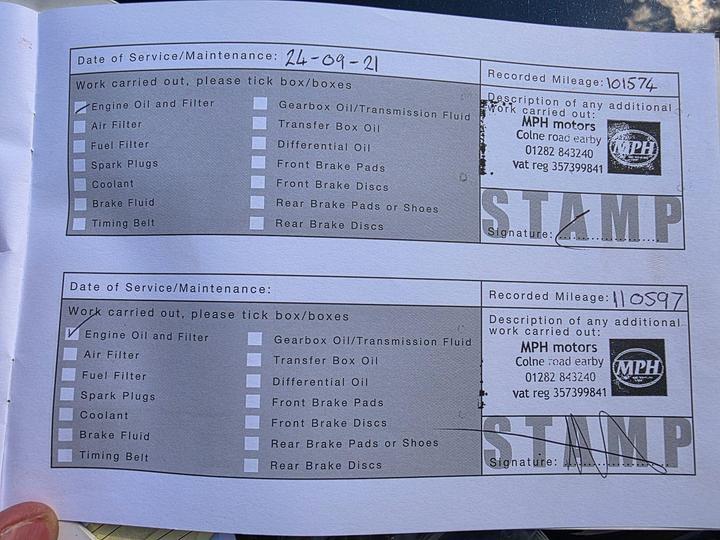 Date of Service/Maintenance: 24-09-21
Work carried out, please tick box/boxes
Engine Oil and Filter
Air Filter
Fuel Filter
Spark Plugs
Coolant
Brake Fluid
Timing Belt
Gearbox Oil/Transmission Fluid
Transfer Box Oil
Differential Oil
Front Brake Pads
Front Brake Discs
Rear Brake Pads or Shoes
Rear Brake Discs
Recorded Mileage: 101574
Description of any additional
work carried out:
MPH motors
Colne road earby
01282 843240
vat reg 357399841
MPH
STAMP
Signature:
Date of Service/Maintenance:
Work carried out, please tick box/boxes
Engine Oil and Filter
Air Filter
Fuel Filter
Spark Plugs
Coolant
Brake Fluid
Timing Belt
Gearbox Oil/Transmission Fluid
Transfer Box Oil
Differential Oil
Front Brake Pads
Front Brake Discs
Rear Brake Pads or Shoes
Rear Brake Discs
Recorded Mileage: 110597
Description of any additional
work carried out:
MPH motors
Colne road earby
01282 843240
vat reg 357399841
MPH
STAMP
Signature: